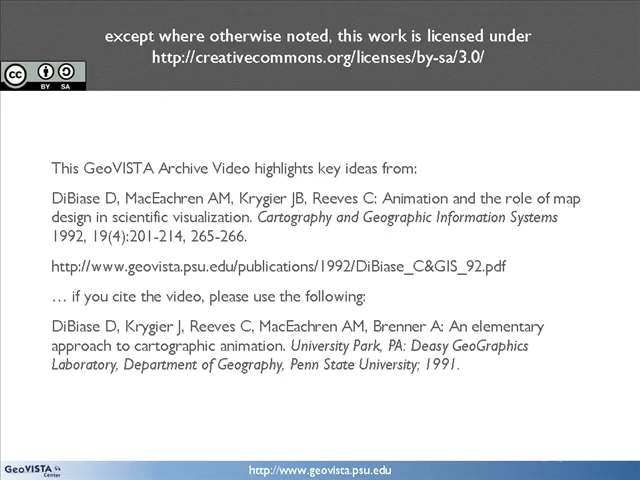 except where otherwise noted, this work is licensed under
http://creativecommons.org/licenses/by-sa/3.0/
cc
BY SA
This GeoVISTA Archive Video highlights key ideas from:
DiBiase D, MacEachren AM, Krygier JB, Reeves C: Animation and the role of map
design in scientific visualization. Cartography and Geographic Information Systems
1992, 19(4):201-214, 265-266.
http://www.geovista.psu.edu/publications/1992/DiBiase_C&GIS_92.pdf
… if you cite the video, please use the following:
DiBiase D, Krygier J, Reeves C, MacEachren AM, Brenner A: An elementary
approach to cartographic animation. University Park, PA: Deasy GeoGraphics
Laboratory, Department of Geography, Penn State University; 1991.
GeoVISTA
Center
http://www.geovista.psu.edu